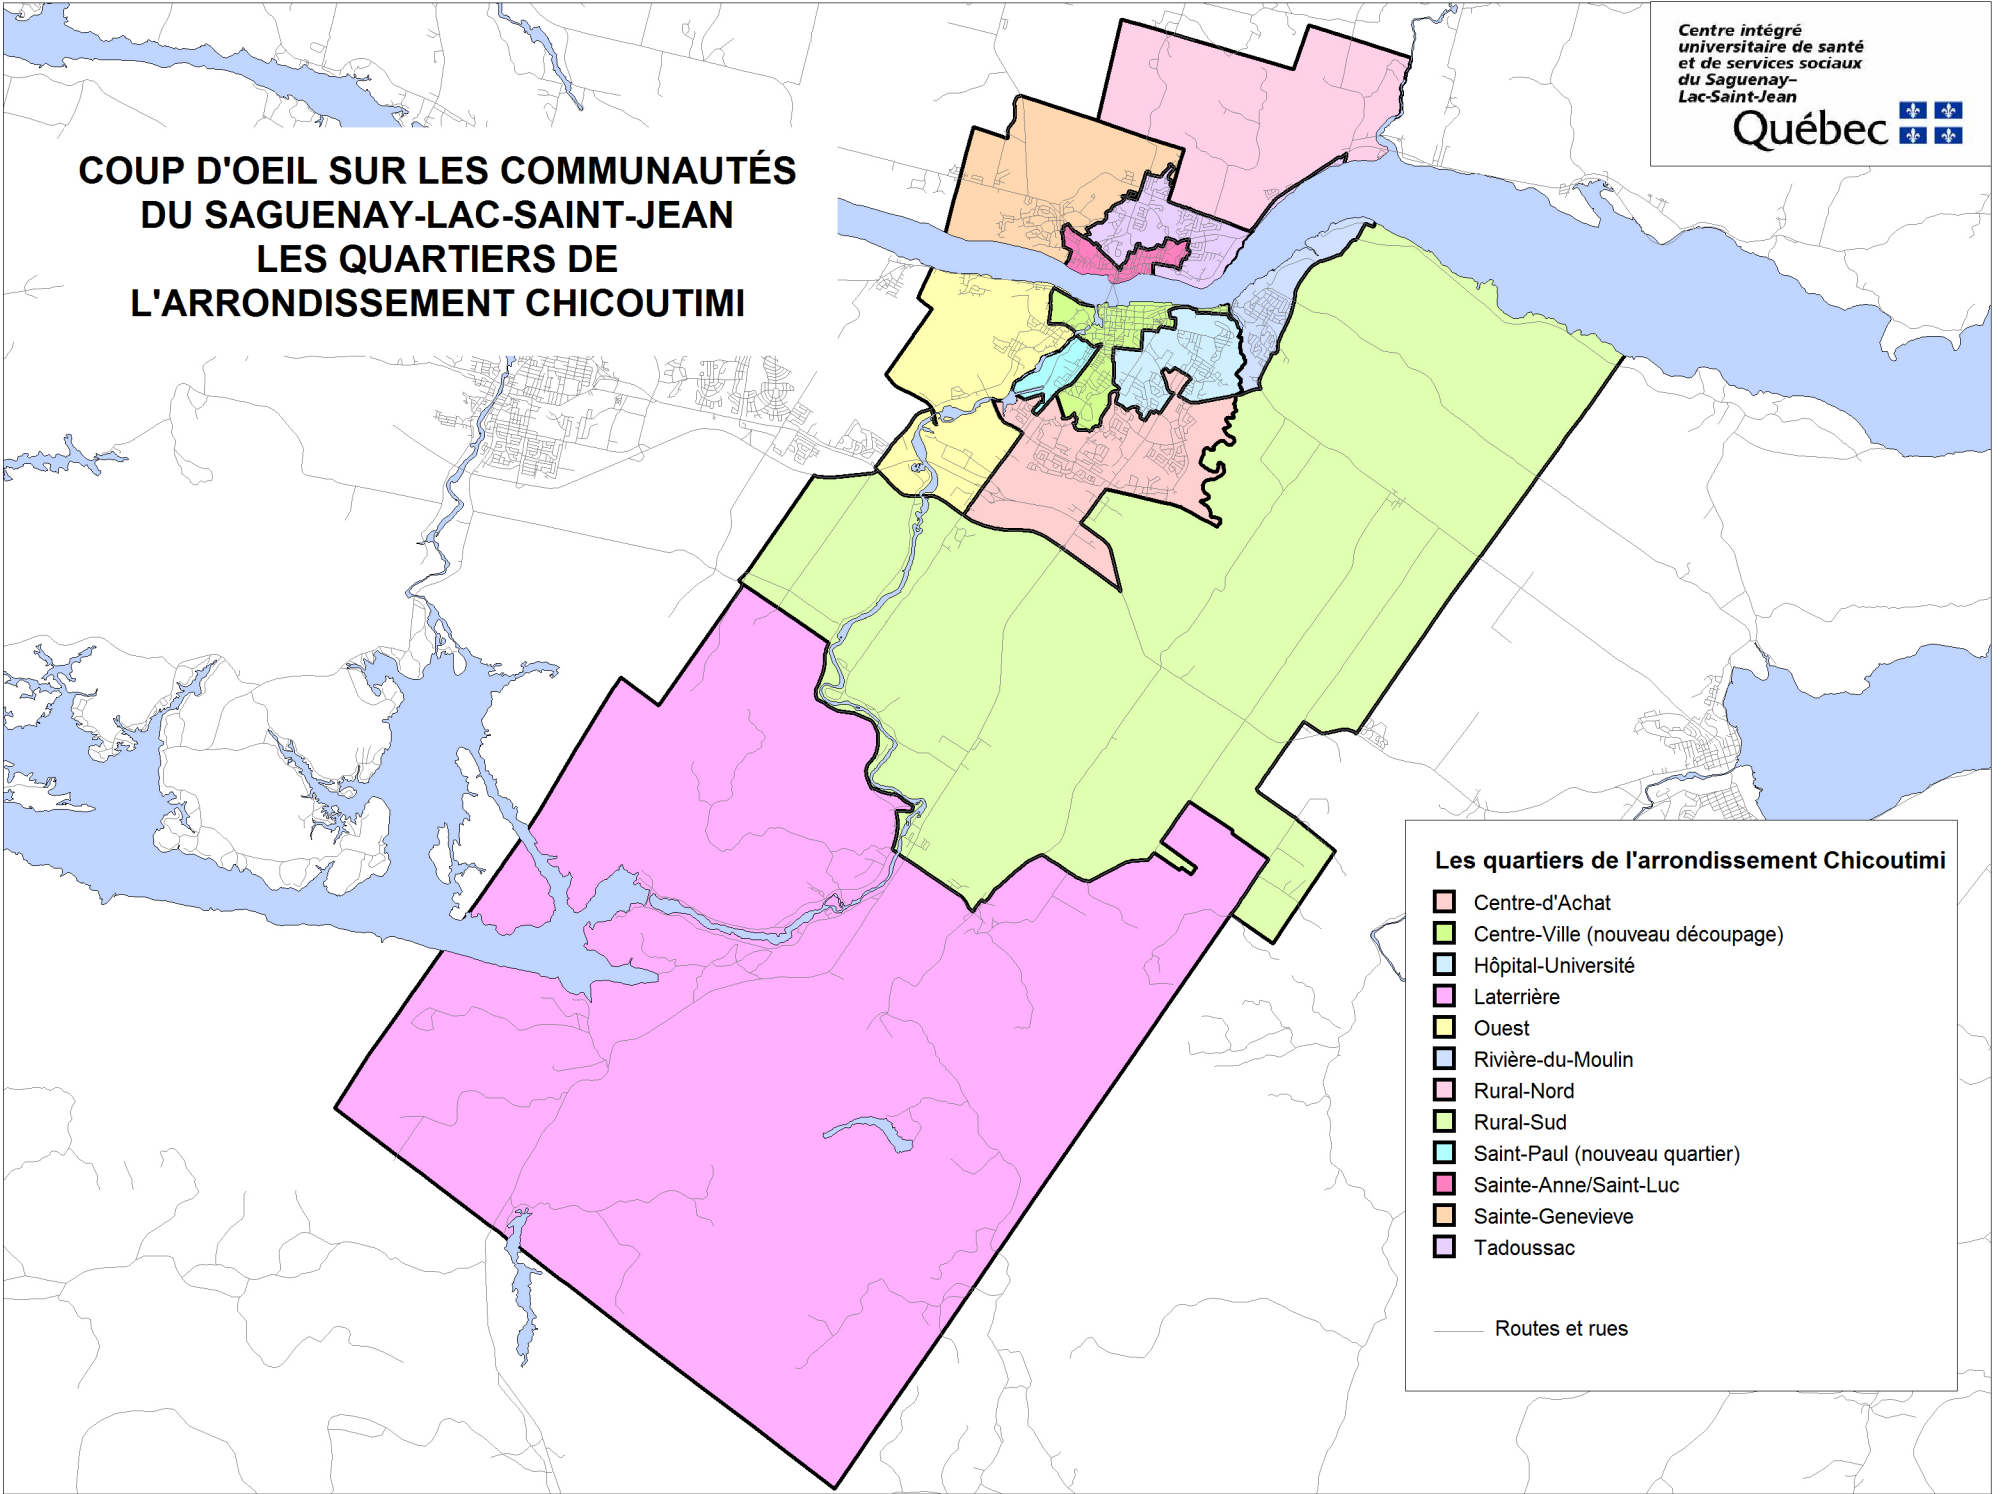 Centre intégré
universitaire de santé
et de services sociaux
du Saguenay–
Lac-Saint-Jean
Québec
COUP D'OEIL SUR LES COMMUNAUTÉS
DU SAGUENAY-LAC-SAINT-JEAN
LES QUARTIERS DE
L'ARRONDISSEMENT CHICOUTIMI
Les quartiers de l'arrondissement Chicoutimi
Centre-d'Achat
Centre-Ville (nouveau découpage)
Hôpital-Université
Laterrière
Ouest
Rivière-du-Moulin
Rural-Nord
Rural-Sud
Saint-Paul (nouveau quartier)
Sainte-Anne/Saint-Luc
Sainte-Genevieve
Tadoussac
Routes et rues